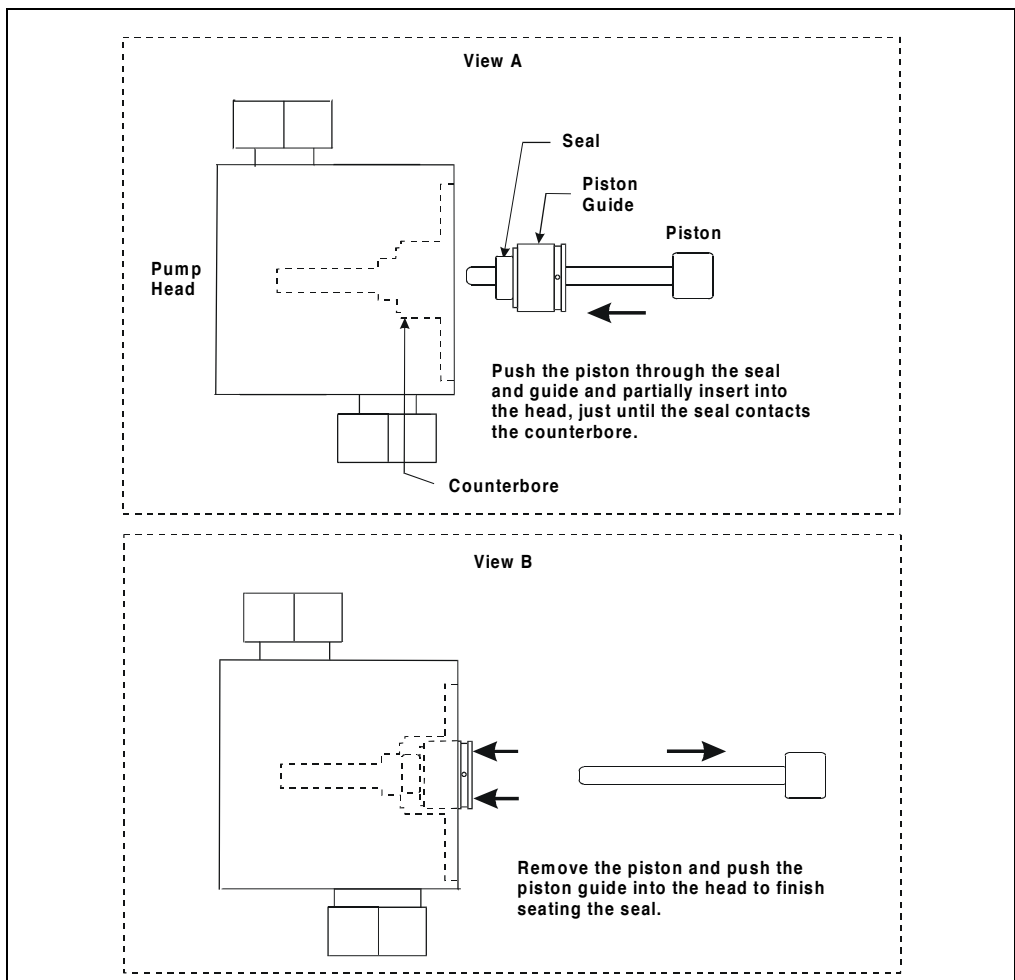 View A
Seal
Piston
Guide
Piston
Pump
Head
Push the piston through the seal
and guide and partially insert into
the head, just until the seal contacts
the counterbore.
Counterbore
View B
Remove the piston and push the
piston guide into the head to finish
seating the seal.